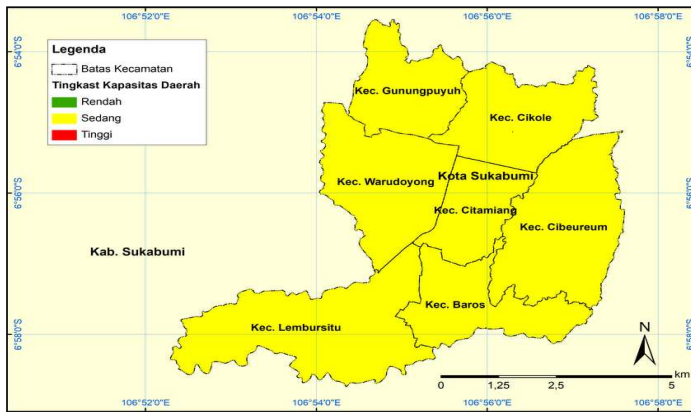 106°52'0"E 106°54'0"E 106°56'0"E 106°58'0"E
6°54'0"S
6°54'0"S
Legenda
Batas Kecamatan
Tingkast Kapasitas Daerah
Rendah
Sedang
Tinggi
Kec. Gunungpuyuh
Kec. Cikole
Kota Sukabumi
Kec. Warudoyong
6°56'0"S
6°56'0"S
Kec. Citamiang
Kec. Cibeureum
Kab. Sukabumi
Kec. Baros
Kec. Lembursitu
6°58'0"S
6°58'0"S
N
km
0 1,25 2,5 5
106°52'0"E 106°54'0"E 106°56'0"E 106°58'0"E